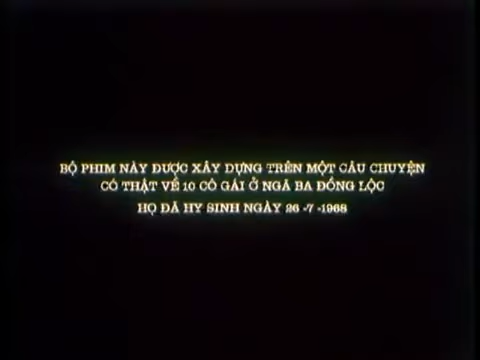 BỘ PHIM NÀY ĐƯỢC XÂY DỰNG TRÊN MỘT CÂU CHUYỆN
CÓ THẬT VỀ 10 CÔ GÁI Ở NGÃ BA ĐỒNG LỘC
HỌ ĐÃ HY SINH NGÀY 26 -7 -1968